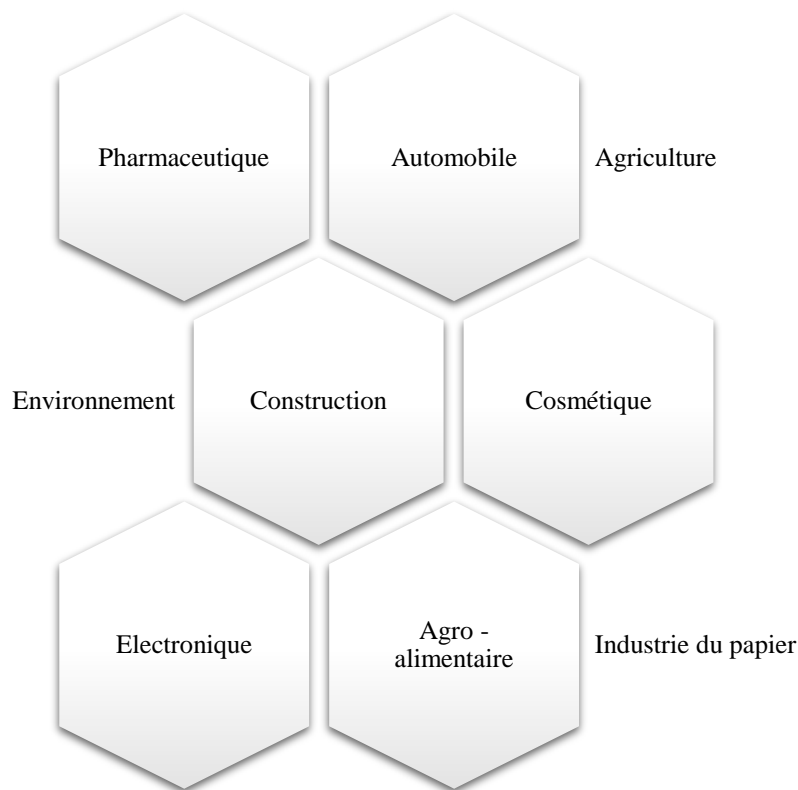 Pharmaceutique
Automobile
Agriculture
Environnement
Construction
Cosmétique
Electronique
Agro -
alimentaire
Industrie du papier